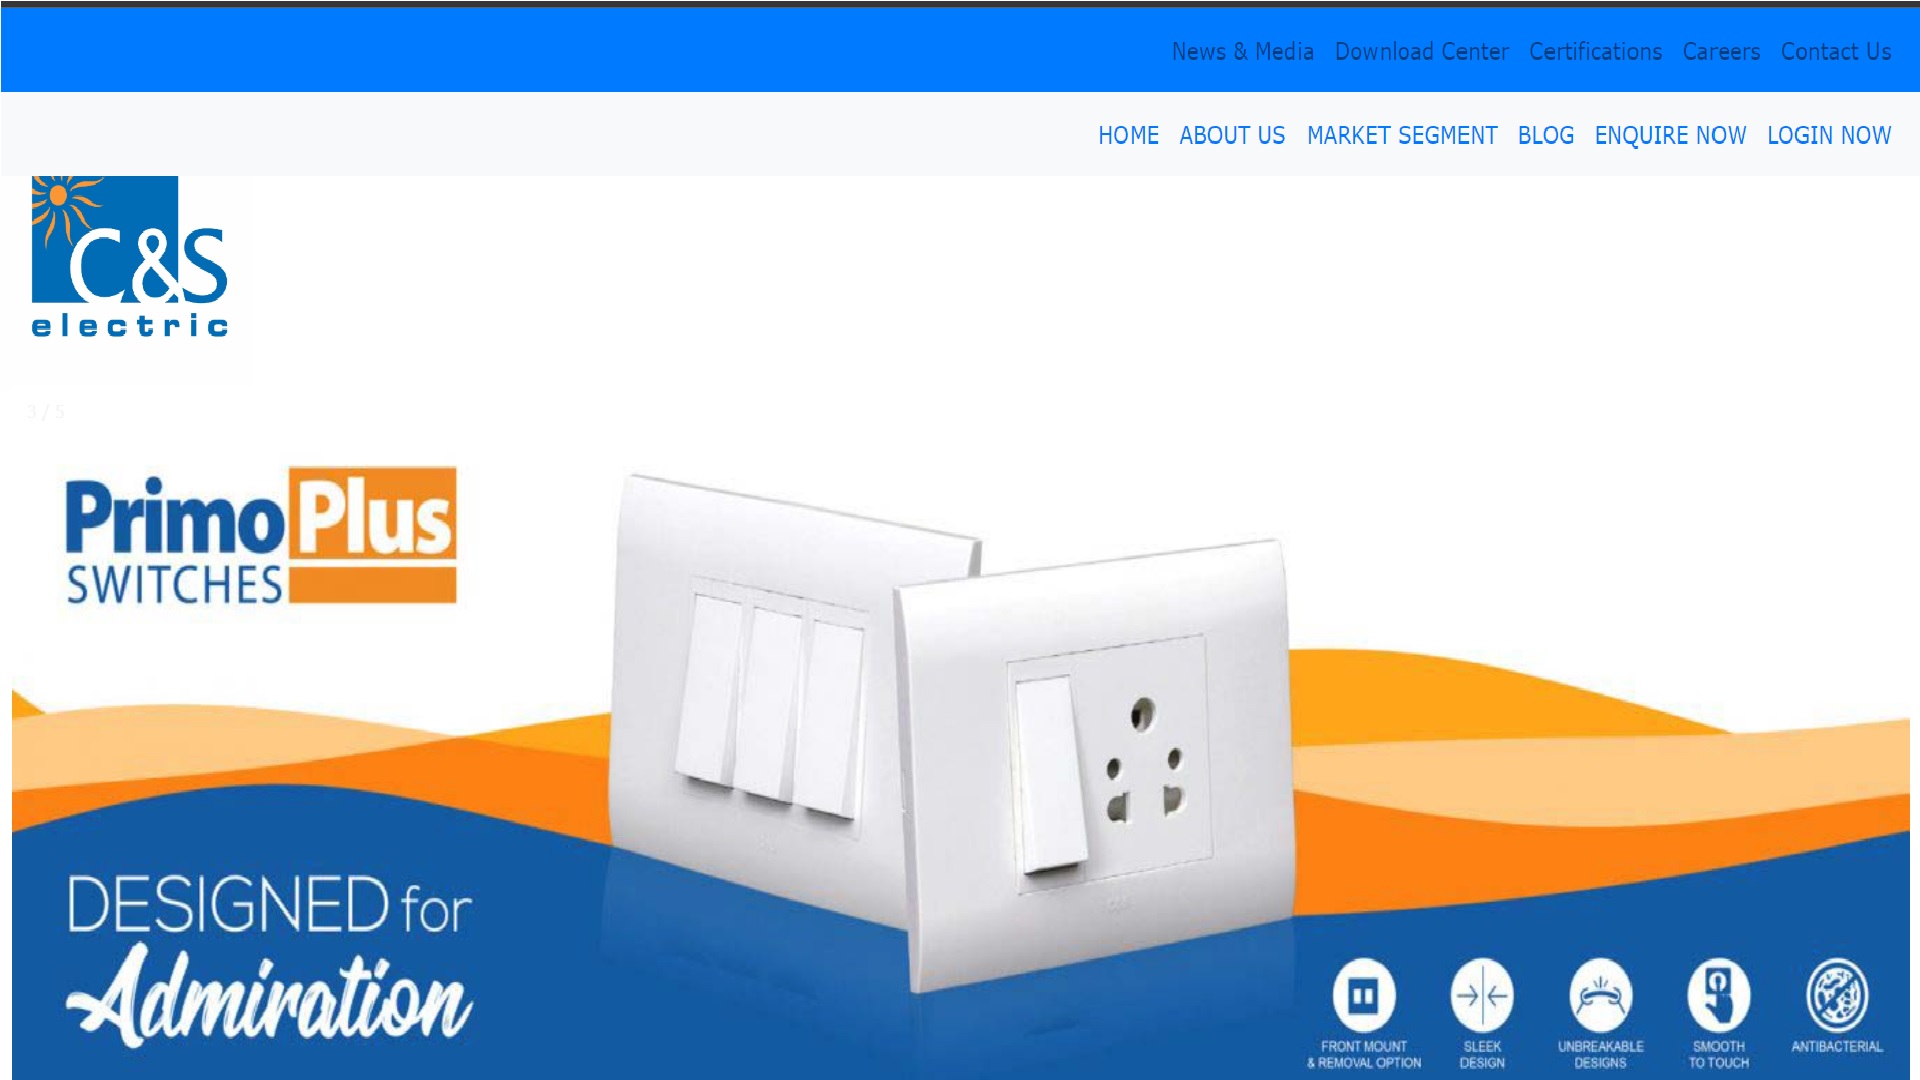 News & Media Download Center Certifications Careers Contact Us
HOME ABOUT US MARKET SEGMENT BLOG ENQUIRE NOW LOGIN NOW
C&S
electric
3 / 5
Primo Plus
SWITCHES
DESIGNED for
Admiration
FRONT MOUNT
& REMOVAL OPTION
SLEEK
DESIGN
UNBREAKABLE
DESIGNS
SMOOTH
TO TOUCH
ANTIBACTERIAL